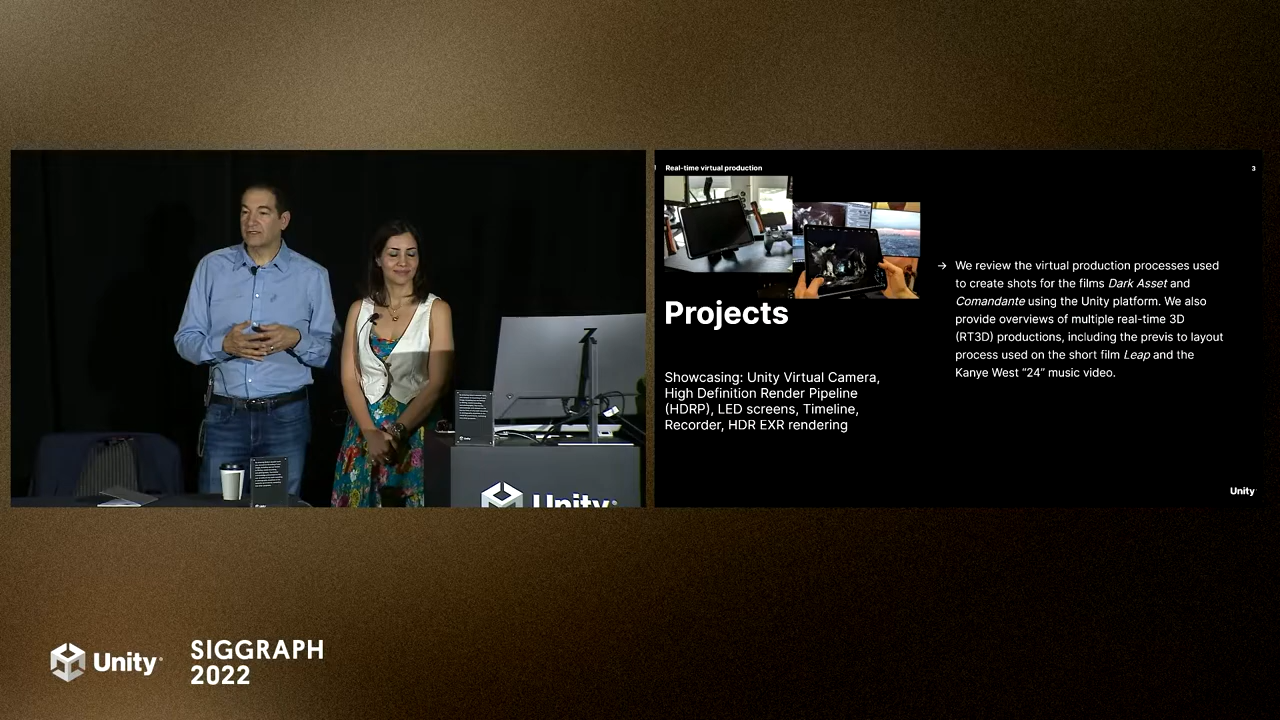 Real-time virtual production
3
Projects
Showcasing: Unity Virtual Camera,
High Definition Render Pipeline
(HDRP), LED screens, Timeline,
Recorder, HDR EXR rendering
→ We review the virtual production processes used
to create shots for the films Dark Asset and
Comandante using the Unity platform. We also
provide overviews of multiple real-time 3D
(RT3D) productions, including the previs to layout
process used on the short film Leap and the
Kanye West “24” music video.
Unity
Unity
Unity
SIGGRAPH
2022